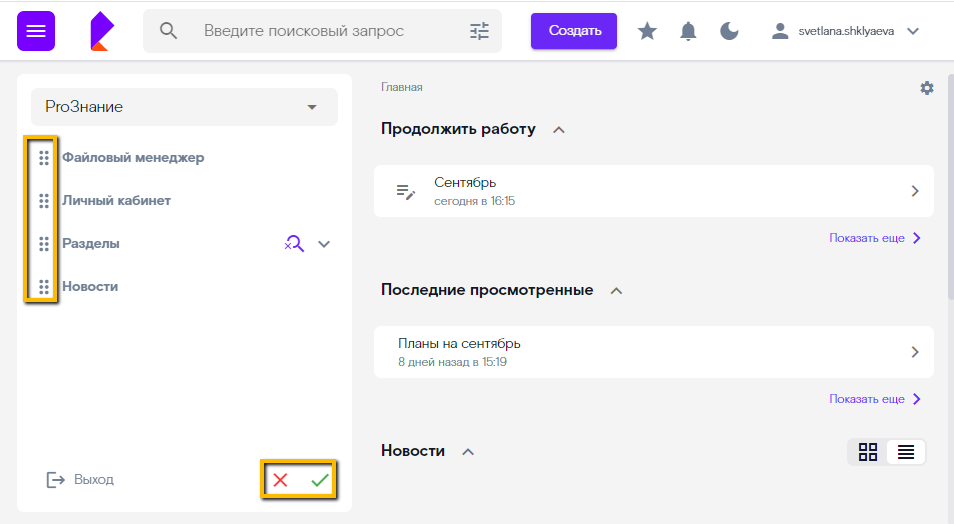 Введите поисковый запрос
Создать
svetlana.shklyaeva
ProЗнание
Файловый менеджер
Личный кабинет
Разделы
Новости
Выход
Главная
Продолжить работу
Сентябрь
сегодня в 16:15
Показать еще
Последние просмотренные
Планы на сентябрь
8 дней назад в 15:19
Показать еще
Новости